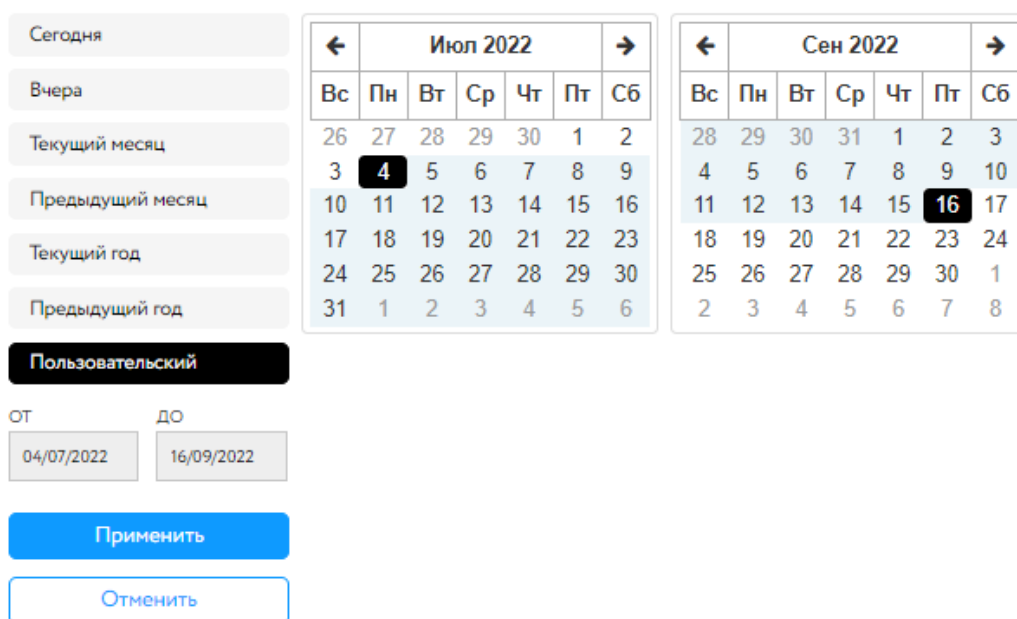 Сегодня
Вчера
Текущий месяц
Предыдущий месяц
Текущий год
Предыдущий год
Пользовательский
ОТ ДО
04/07/2022 16/09/2022
Применить
Отменить
Июл 2022
Вс Пн Вт Ср Чт Пт Сб
26 27 28 29 30 1 2
3 4 5 6 7 8 9
10 11 12 13 14 15 16
17 18 19 20 21 22 23
24 25 26 27 28 29 30
31 1 2 3 4 5 6
Сен 2022
Вс Пн Вт Ср Чт Пт Сб
28 29 30 31 1 2 3
4 5 6 7 8 9 10
11 12 13 14 15 16 17
18 19 20 21 22 23 24
25 26 27 28 29 30 1
2 3 4 5 6 7 8